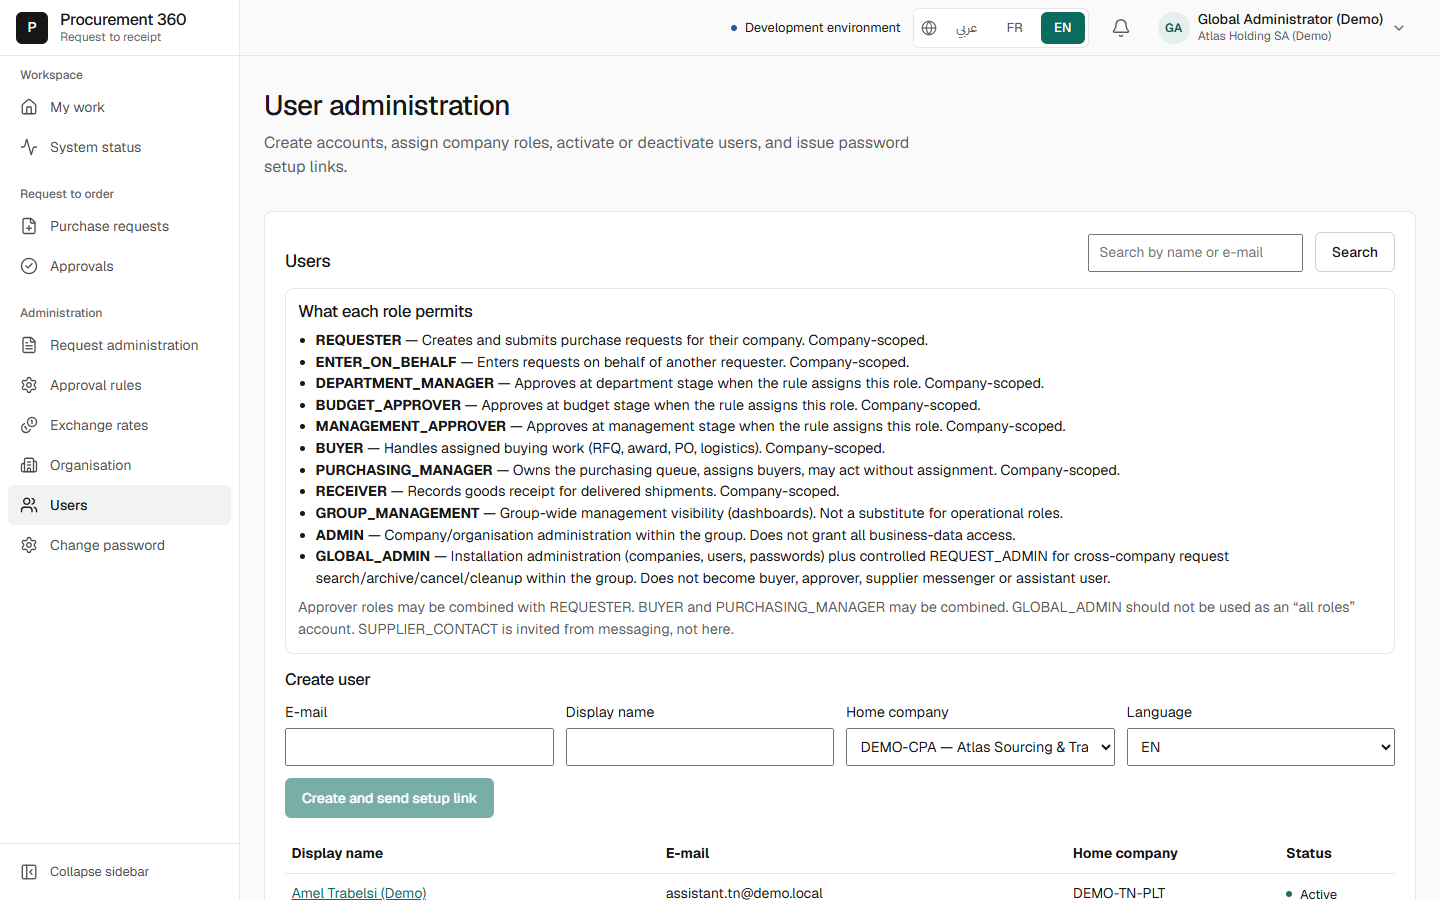 P
Procurement 360
Request to receipt
Development environment
عربي
FR
EN
GA
Global Administrator (Demo)
Atlas Holding SA (Demo)
Workspace
My work
System status
Request to order
Purchase requests
Approvals
Administration
Request administration
Approval rules
Exchange rates
Organisation
Users
Change password
Collapse sidebar
User administration
Create accounts, assign company roles, activate or deactivate users, and issue password
setup links.
Users
Search by name or e-mail
Search
What each role permits
REQUESTER — Creates and submits purchase requests for their company. Company-scoped.
ENTER_ON_BEHALF — Enters requests on behalf of another requester. Company-scoped.
DEPARTMENT_MANAGER — Approves at department stage when the rule assigns this role. Company-scoped.
BUDGET_APPROVER — Approves at budget stage when the rule assigns this role. Company-scoped.
MANAGEMENT_APPROVER — Approves at management stage when the rule assigns this role. Company-scoped.
BUYER — Handles assigned buying work (RFQ, award, PO, logistics). Company-scoped.
PURCHASING_MANAGER — Owns the purchasing queue, assigns buyers, may act without assignment. Company-scoped.
RECEIVER — Records goods receipt for delivered shipments. Company-scoped.
GROUP_MANAGEMENT — Group-wide management visibility (dashboards). Not a substitute for operational roles.
ADMIN — Company/organisation administration within the group. Does not grant all business-data access.
GLOBAL_ADMIN — Installation administration (companies, users, passwords) plus controlled REQUEST_ADMIN for cross-company request
search/archive/cancel/cleanup within the group. Does not become buyer, approver, supplier messenger or assistant user.
Approver roles may be combined with REQUESTER. BUYER and PURCHASING_MANAGER may be combined. GLOBAL_ADMIN should not be used as an “all roles”
account. SUPPLIER_CONTACT is invited from messaging, not here.
Create user
E-mail
Display name
Home company
Language
DEMO-CPA — Atlas Sourcing & Tra
EN
Create and send setup link
Display name
E-mail
Home company
Status
Amel Trabelsi (Demo)
assistant.tn@demo.local
DEMO-TN-PLT
Active